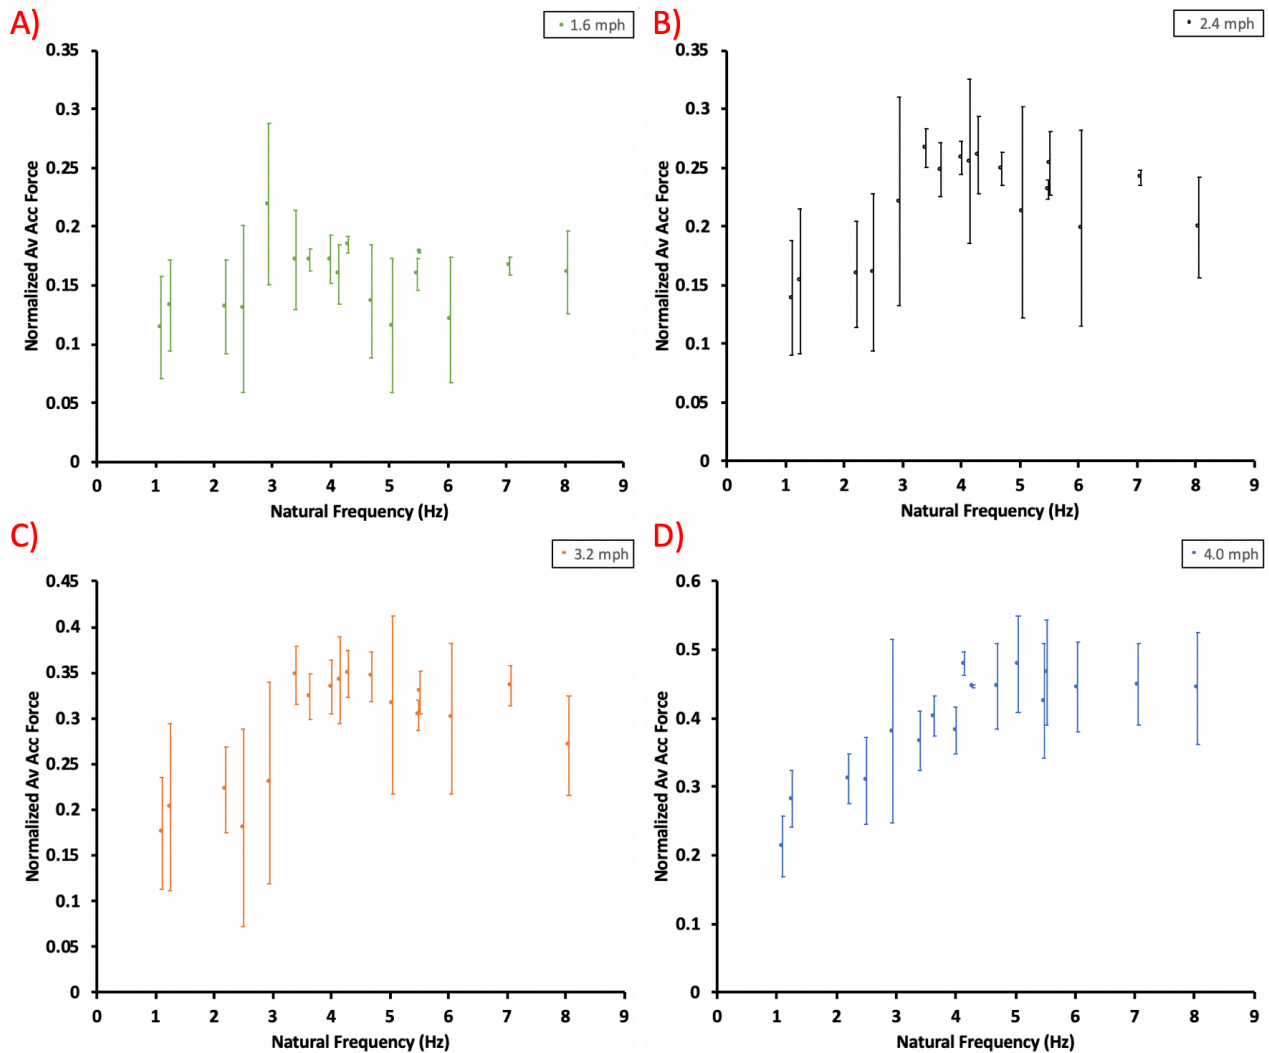 A)
1.6 mph
0.35
0.3
0.25
0.2
0.15
0.1
0.05
0
Normalized Av Acc Force
0 1 2 3 4 5 6 7 8 9
Natural Frequency (Hz)
B)
2.4 mph
0.35
0.3
0.25
0.2
0.15
0.1
0.05
0
Normalized Av Acc Force
0 1 2 3 4 5 6 7 8 9
Natural Frequency (Hz)
C)
3.2 mph
0.45
0.4
0.35
0.3
0.25
0.2
0.15
0.1
0.05
0
Normalized Av Acc Force
0 1 2 3 4 5 6 7 8 9
Natural Frequency (Hz)
D)
4.0 mph
0.6
0.5
0.4
0.3
0.2
0.1
0
Normalized Av Acc Force
0 1 2 3 4 5 6 7 8 9
Natural Frequency (Hz)